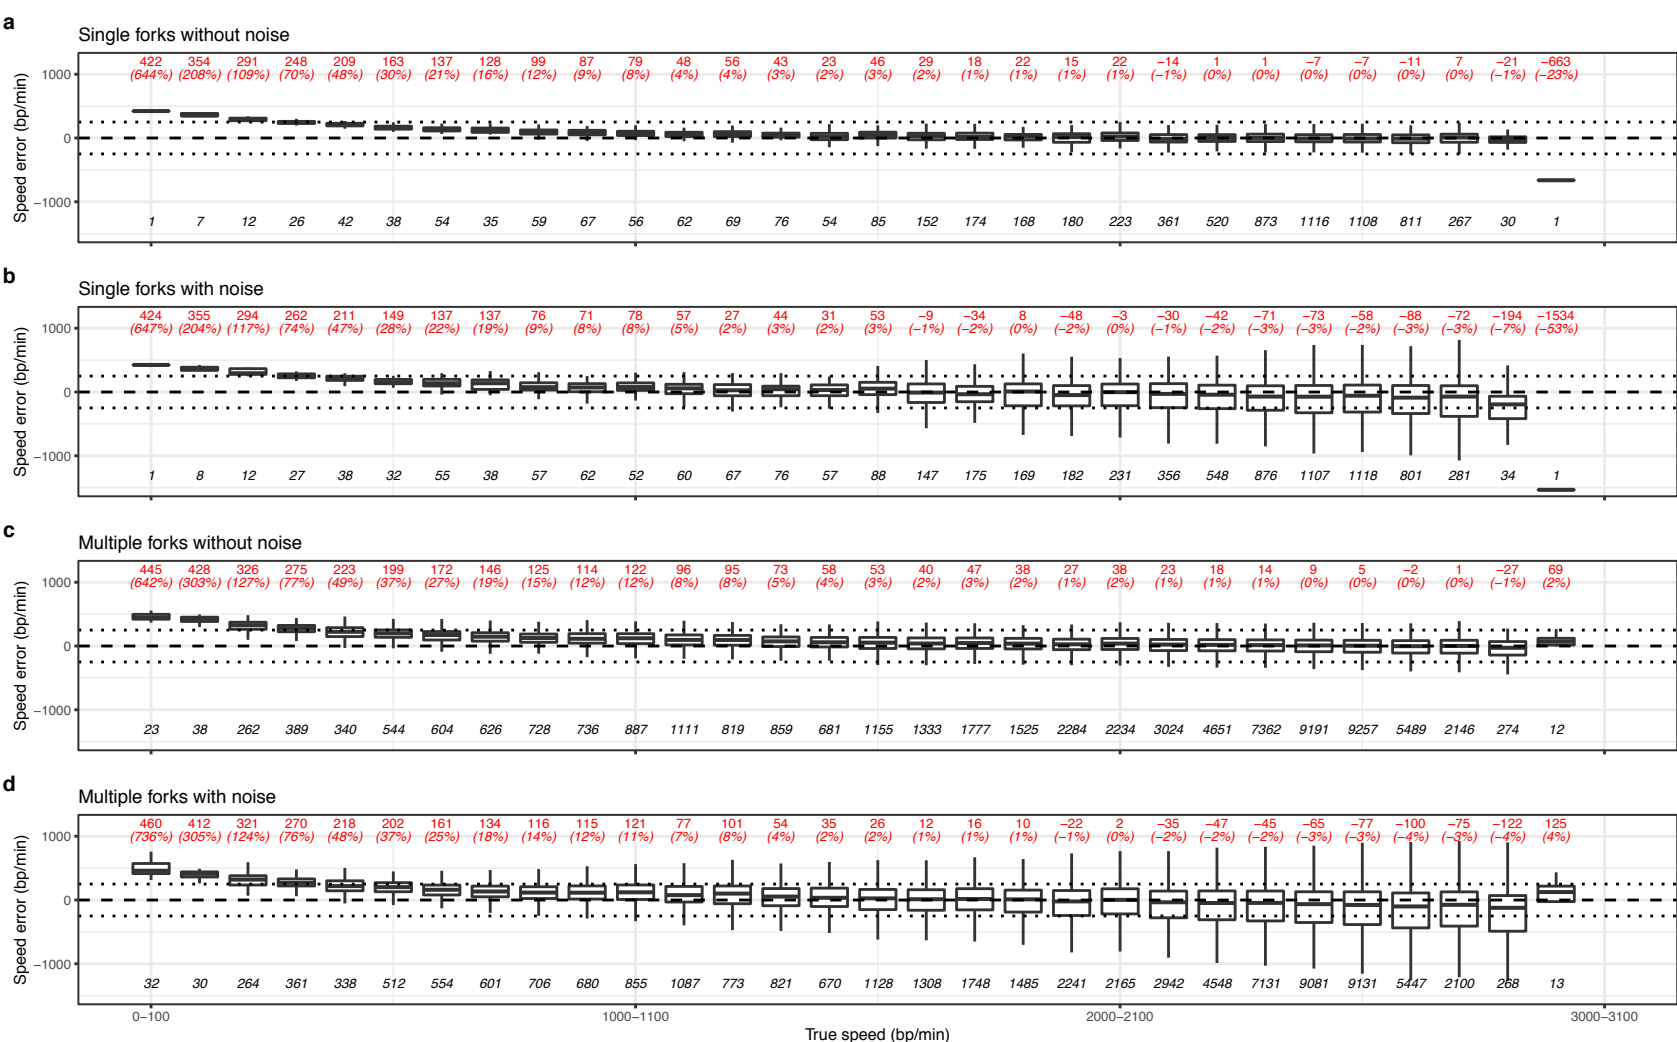 a
Single forks without noise
422 354 291 248 209 163 137 128 99 87 79 48 56 43 23 46 29 18 22 15 22 −14 1 1 −7 −7 −11 7 −21 −663
(644%) (208%) (109%) (70%) (48%) (30%) (21%) (16%) (12%) (9%) (8%) (4%) (4%) (3%) (2%) (3%) (2%) (1%) (1%) (1%) (1%) (−1%) (0%) (0%) (0%) (0%) (0%) (0%) (−1%) (−23%)
1000
0
−1000
Speed error (bp/min)
1 7 12 26 42 38 54 35 59 67 56 62 69 76 54 85 152 174 168 180 223 361 520 873 1116 1108 811 267 30 1
b
Single forks with noise
424 355 294 262 211 149 137 137 76 71 78 57 27 44 31 53 −9 −34 8 −48 −3 −30 −42 −71 −73 −58 −88 −72 −194 −1534
(647%) (204%) (117%) (74%) (47%) (28%) (22%) (19%) (9%) (8%) (8%) (5%) (2%) (3%) (2%) (3%) (−1%) (−2%) (0%) (−2%) (0%) (−1%) (−2%) (−3%) (−3%) (−2%) (−3%) (−3%) (−7%) (−53%)
1000
0
−1000
Speed error (bp/min)
1 8 12 27 38 32 55 38 57 62 52 60 67 76 57 88 147 175 169 182 231 356 548 876 1107 1118 801 281 34 1
c
Multiple forks without noise
445 428 326 275 223 199 172 146 125 114 122 96 95 73 58 53 40 47 38 27 38 23 18 14 9 5 −2 1 −27 69
(642%) (303%) (127%) (77%) (49%) (37%) (27%) (19%) (15%) (12%) (12%) (8%) (8%) (5%) (4%) (3%) (2%) (3%) (2%) (1%) (2%) (1%) (1%) (1%) (0%) (0%) (0%) (0%) (−1%) (2%)
1000
0
−1000
Speed error (bp/min)
23 38 262 389 340 544 604 626 728 736 887 1111 819 859 681 1155 1333 1777 1525 2284 2234 3024 4651 7362 9191 9257 5489 2146 274 12
d
Multiple forks with noise
460 412 321 270 218 202 161 134 116 115 121 77 101 54 35 26 12 16 10 −22 2 −35 −47 −45 −65 −77 −100 −75 −122 125
(736%) (305%) (124%) (76%) (48%) (37%) (25%) (18%) (14%) (12%) (11%) (7%) (8%) (4%) (2%) (2%) (1%) (1%) (1%) (−1%) (0%) (−2%) (−2%) (−2%) (−3%) (−3%) (−4%) (−3%) (−4%) (4%)
1000
0
−1000
Speed error (bp/min)
32 30 264 361 338 512 554 601 706 680 855 1087 773 821 670 1128 1308 1748 1485 2241 2165 2942 4548 7131 9081 9131 5447 2100 268 13
0−100 1000−1100 2000−2100 3000−3100
True speed (bp/min)